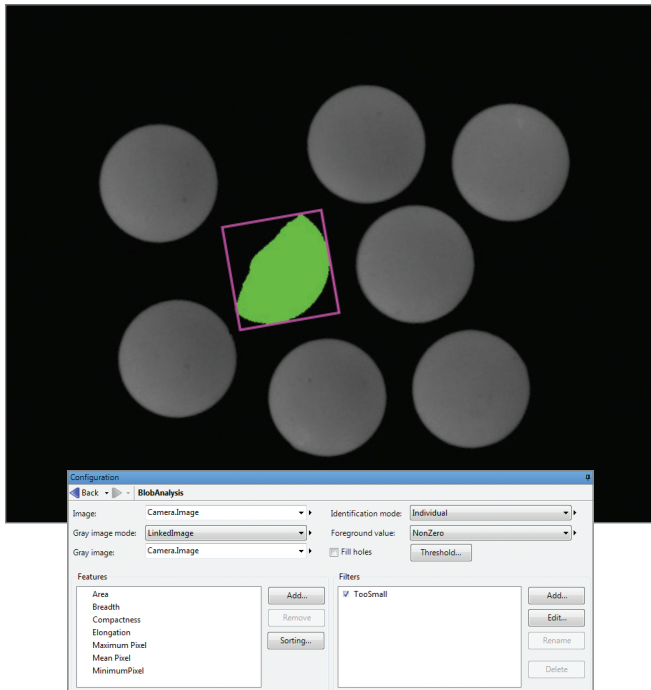 Configuration
Back BlobAnalysis
Image: Camera.Image Identification mode: Individual
Gray image mode: LinkedImage Foreground value: NonZero
Gray image: Camera.Image Fill holes Threshold...
Features Filters
Area Add... TooSmall Add...
Breadth
Compactness Remove Edit...
Elongation
Maximum Pixel Sorting... Rename
Mean Pixel
MinimumPixel Delete